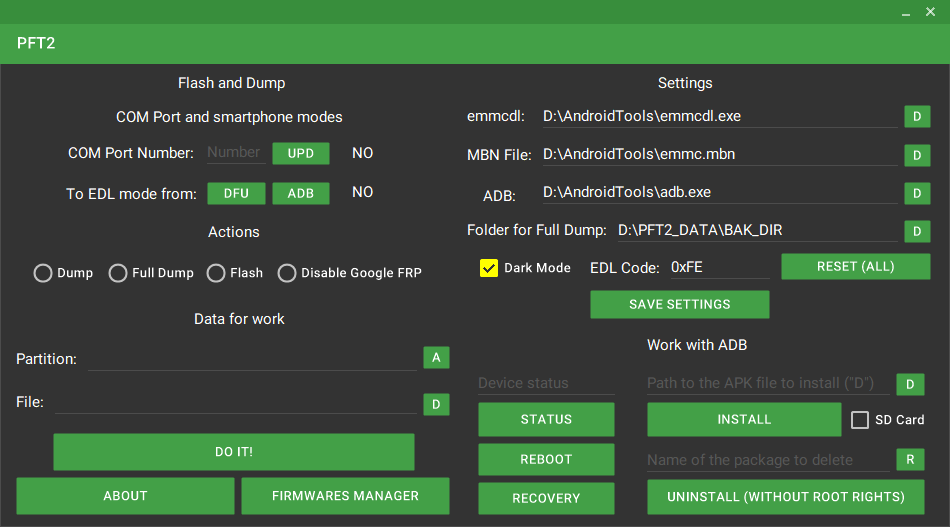 PFT2
Flash and Dump
COM Port and smartphone modes
COM Port Number: Number UPD NO
To EDL mode from: DFU ADB NO
Actions
Dump Full Dump Flash Disable Google FRP
Data for work
Partition: A
File: D
DO IT!
ABOUT FIRMWARES MANAGER
Settings
emmcdl: D:\AndroidTools\emmcdl.exe D
MBN File: D:\AndroidTools\emmc.mbn D
ADB: D:\AndroidTools\adb.exe D
Folder for Full Dump: D:\PFT2_DATA\BAK_DIR D
Dark Mode EDL Code: 0xFE RESET (ALL)
SAVE SETTINGS
Work with ADB
Device status Path to the APK file to install ("D") D
STATUS INSTALL SD Card
REBOOT Name of the package to delete R
RECOVERY UNINSTALL (WITHOUT ROOT RIGHTS)